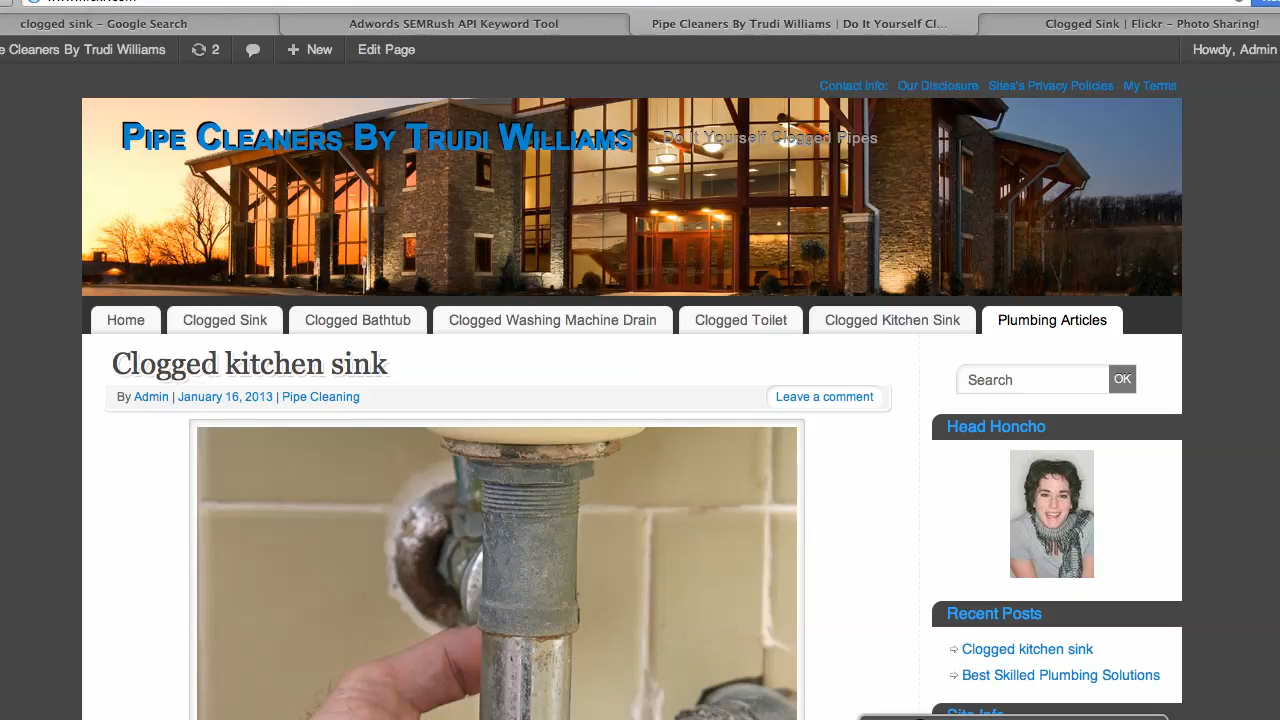 clogged sink – Google Search
Adwords SEMRush API Keyword Tool
Pipe Cleaners By Trudi Williams | Do It Yourself Cl...
Clogged Sink | Flickr - Photo Sharing!
e Cleaners By Trudi Williams
2
+ New
Edit Page
Howdy, Admin
Contact Info:
Our Disclosure
Sites's Privacy Policies
My Terms
Pipe Cleaners By Trudi Williams
Do It Yourself Clogged Pipes
Home
Clogged Sink
Clogged Bathtub
Clogged Washing Machine Drain
Clogged Toilet
Clogged Kitchen Sink
Plumbing Articles
Clogged kitchen sink
By Admin | January 16, 2013 | Pipe Cleaning
Leave a comment
Search
OK
Head Honcho
Recent Posts
Clogged kitchen sink
Best Skilled Plumbing Solutions
Site Info